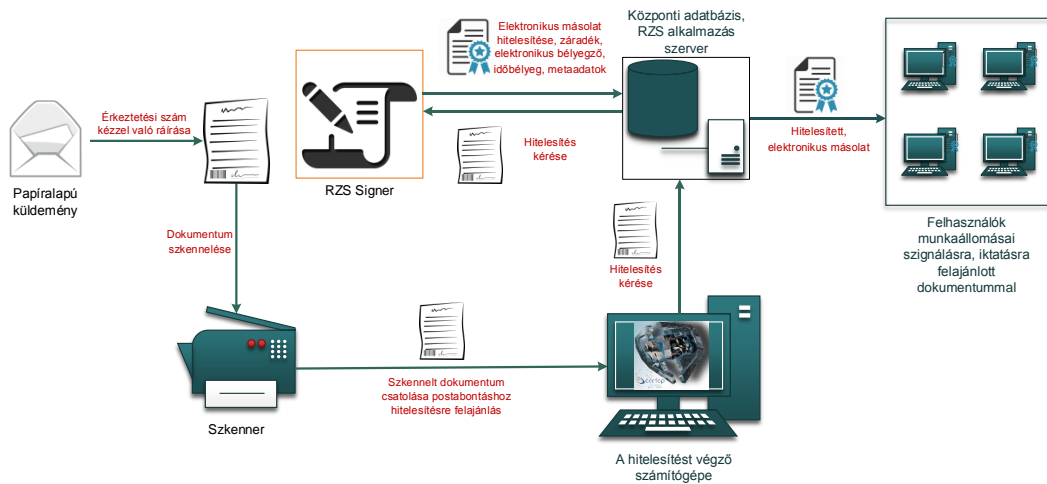 Elektronikus másolat
hitelesítése, záradék,
elektronikus bélyegző,
időbélyeg, metaadatok
Központi adatbázis,
RZS alkalmazás
szerver
Érkeztetési szám
kézzel való ráírása
Hitelesítés
kérése
Hitelesített,
elektronikus másolat
Papíralapú
küldemény
RZS Signer
Felhasználók
munkaállomásai
szignálásra, iktatásra
felajánlott
dokumentummal
Dokumentum
szkennelése
Hitelesítés
kérése
Szkennelt dokumentum
csatolása postabontáshoz
hitelesítésre felajánlás
Szkenner
A hitelesítést végző
számítógépe